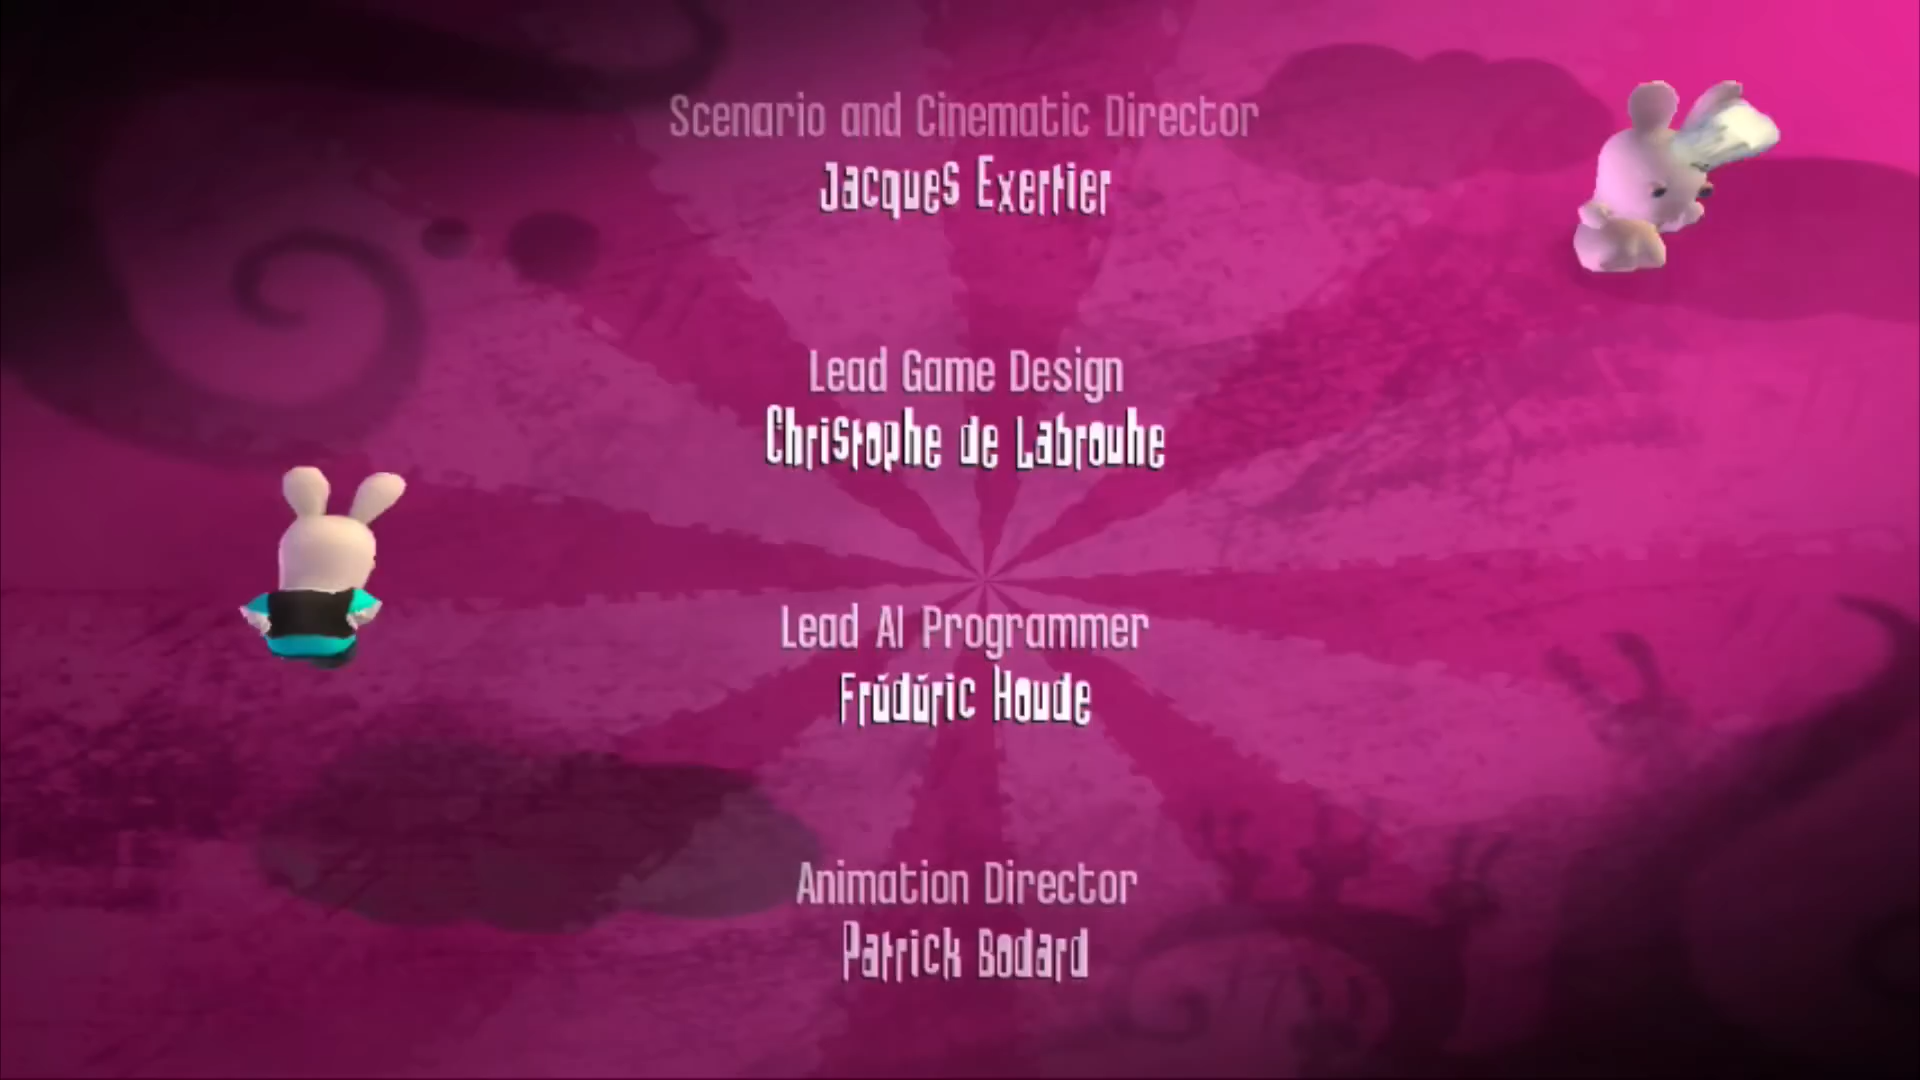 Scenario and Cinematic Director
Jacques Exertier
Lead Game Design
Christophe de Labrouhe
Lead AI Programmer
Frúdúric Houde
Animation Director
Patrick Bodard